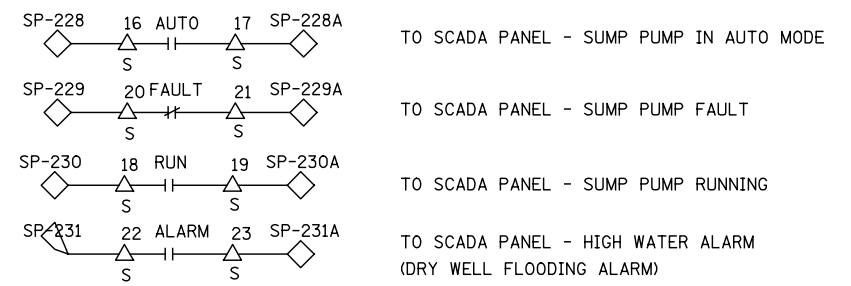 SP-228 16 AUTO 17 SP-228A TO SCADA PANEL - SUMP PUMP IN AUTO MODE
S S
SP-229 20 FAULT 21 SP-229A TO SCADA PANEL - SUMP PUMP FAULT
S S
SP-230 18 RUN 19 SP-230A TO SCADA PANEL - SUMP PUMP RUNNING
S S
SP-231 22 ALARM 23 SP-231A TO SCADA PANEL - HIGH WATER ALARM
S S (DRY WELL FLOODING ALARM)